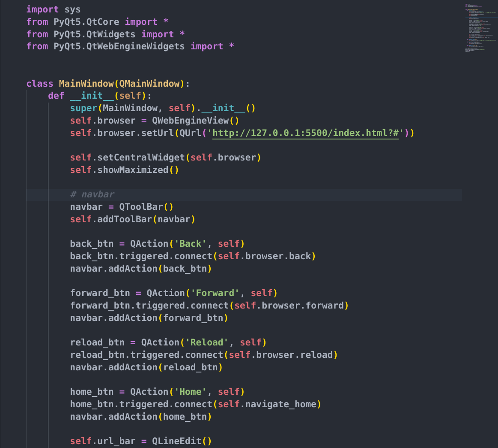 import sys
from PyQt5.QtCore import *
from PyQt5.QtWidgets import *
from PyQt5.QtWebEngineWidgets import *
class MainWindow(QMainWindow):
def __init__(self):
super(MainWindow, self).__init__()
self.browser = QWebEngineView()
self.browser.setUrl(QUrl('http://127.0.0.1:5500/index.html?#'))
self.setCentralWidget(self.browser)
self.showMaximized()
# navbar
navbar = QToolBar()
self.addToolBar(navbar)
back_btn = QAction('Back', self)
back_btn.triggered.connect(self.browser.back)
navbar.addAction(back_btn)
forward_btn = QAction('Forward', self)
forward_btn.triggered.connect(self.browser.forward)
navbar.addAction(forward_btn)
reload_btn = QAction('Reload', self)
reload_btn.triggered.connect(self.browser.reload)
navbar.addAction(reload_btn)
home_btn = QAction('Home', self)
home_btn.triggered.connect(self.navigate_home)
navbar.addAction(home_btn)
self.url_bar = QLineEdit()